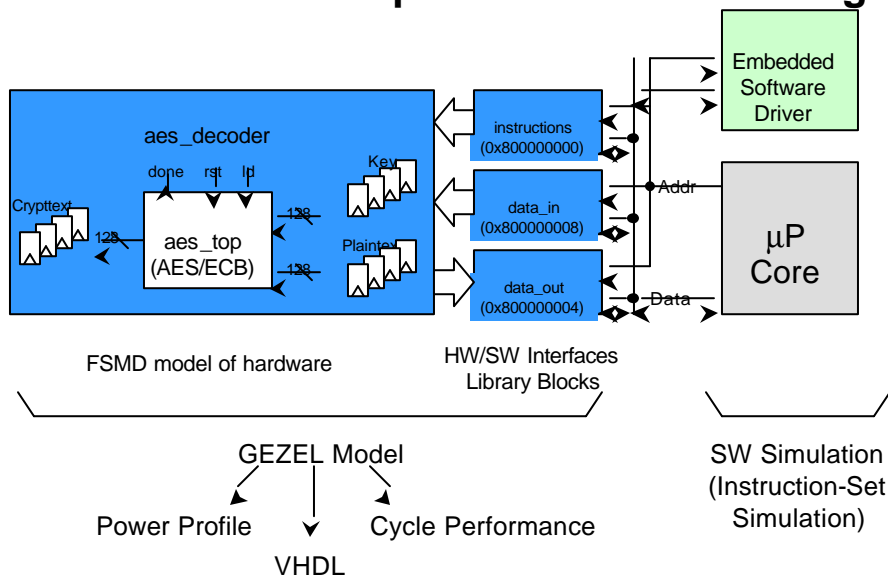 Embedded
Software
Driver
aes_decoder
done rst ld
Key
Crypttext
128
aes_top
(AES/ECB)
128
128
Plaintext
instructions
(0x800000000)
data_in
(0x800000008)
data_out
(0x800000004)
Addr
Data
μP
Core
FSMD model of hardware
HW/SW Interfaces
Library Blocks
GEZEL Model
Power Profile
Cycle Performance
VHDL
SW Simulation
(Instruction-Set
Simulation)